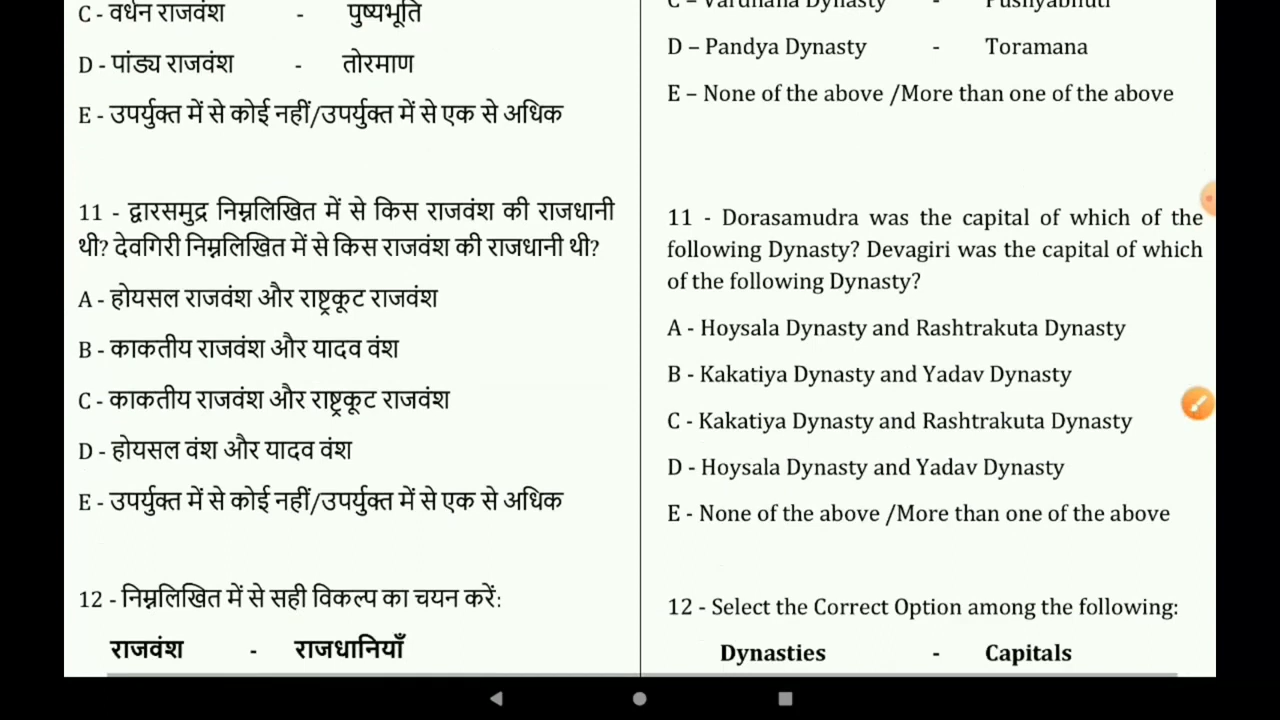 C - वर्धन राजवंश - पुष्यभूति
D - पांड्य राजवंश - तोरमाण
E - उपर्युक्त में से कोई नहीं/उपर्युक्त में से एक से अधिक
11 - द्वारसमुद्र निम्नलिखित में से किस राजवंश की राजधानी
थी? देवगिरी निम्नलिखित में से किस राजवंश की राजधानी थी?
A - होयसल राजवंश और राष्ट्रकूट राजवंश
B - काकतीय राजवंश और यादव वंश
C - काकतीय राजवंश और राष्ट्रकूट राजवंश
D - होयसल वंश और यादव वंश
E - उपर्युक्त में से कोई नहीं/उपर्युक्त में से एक से अधिक
12 - निम्नलिखित में से सही विकल्प का चयन करें:
राजवंश - राजधानियाँ
C – Vardhana Dynasty - Pushyabhuti
D – Pandya Dynasty - Toramana
E – None of the above /More than one of the above
11 - Dorasamudra was the capital of which of the
following Dynasty? Devagiri was the capital of which
of the following Dynasty?
A - Hoysala Dynasty and Rashtrakuta Dynasty
B - Kakatiya Dynasty and Yadav Dynasty
C - Kakatiya Dynasty and Rashtrakuta Dynasty
D - Hoysala Dynasty and Yadav Dynasty
E - None of the above /More than one of the above
12 - Select the Correct Option among the following:
Dynasties - Capitals